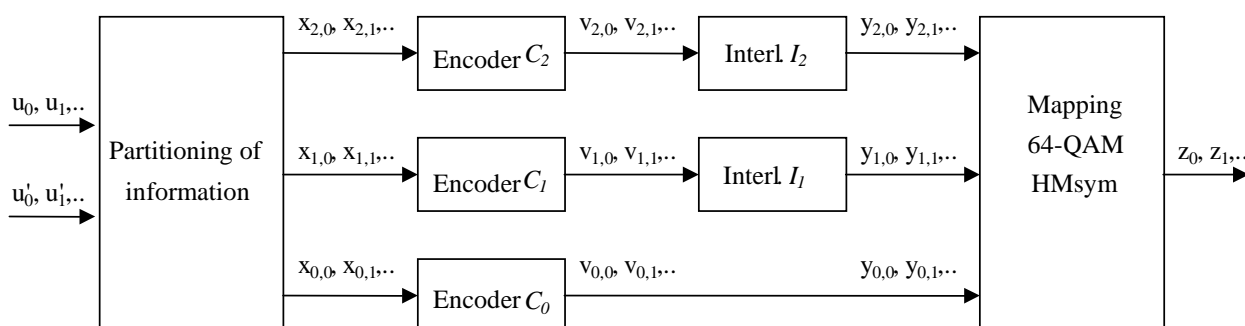 x2,0, x2,1,..
Encoder C2
v2,0, v2,1,..
Interl. I2
y2,0, y2,1,..
u0, u1,..
u'0, u'1,..
Partitioning of
information
x1,0, x1,1,..
Encoder C1
v1,0, v1,1,..
Interl. I1
y1,0, y1,1,..
Mapping
64-QAM
HMsym
z0, z1,..
x0,0, x0,1,..
Encoder C0
v0,0, v0,1,..
y0,0, y0,1,..